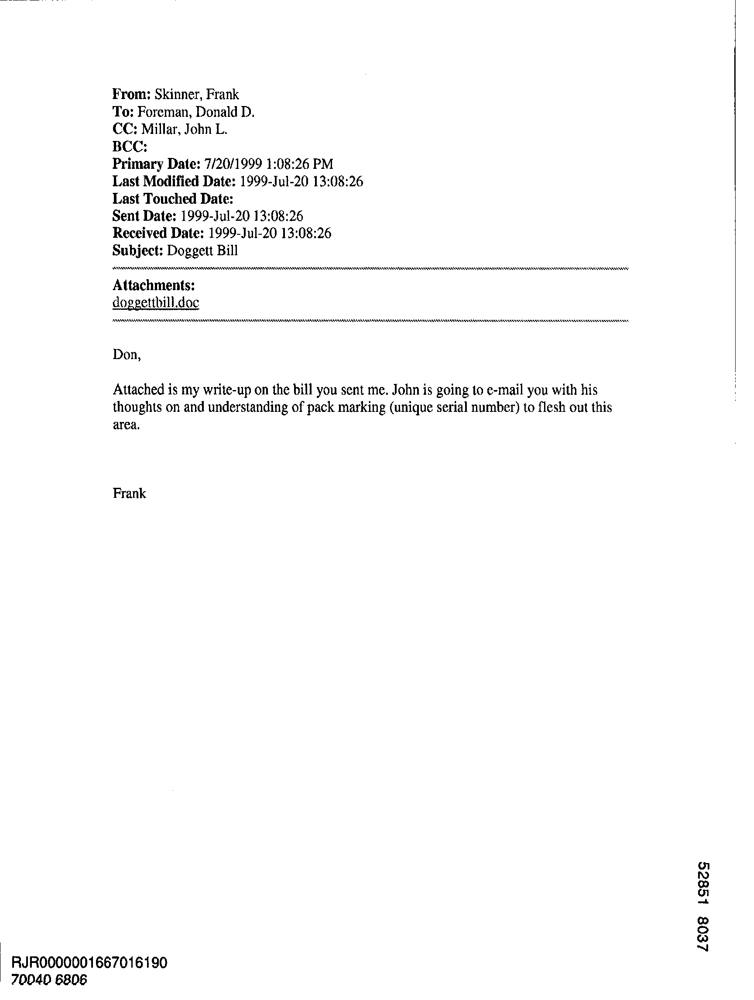 From: Skinner, Frank
To: Foreman, Donald D.
CC: Millar, John L.
BCC:
Primary Date: 7/20/1999 1:08:26 PM
Last Modified Date: 1999-Jul-20 13:08:26
Last Touched Date:
Sent Date: 1999-Jul-20 13:08:26
Received Date: 1999-Jul-20 13:08:26
Subject: Doggett Bill
Attachments:
doggettbill.doc
Don,
Attached is my write-up on the bill you sent me. John is going to e-mail you with his
thoughts on and understanding of pack marking (unique serial number) to flesh out this
area.
Frank
52851 8037
RJR0000001667016190
70040 6806